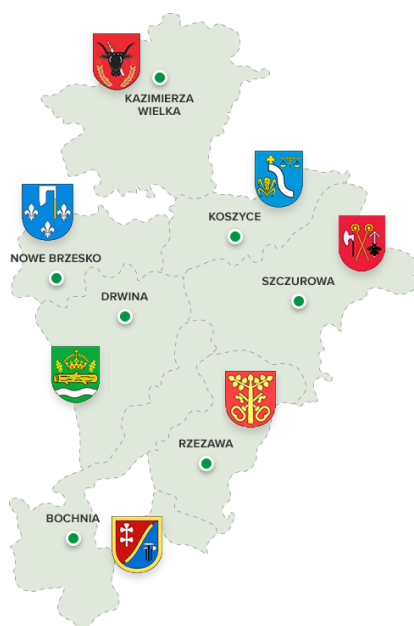 KAZIMIERZA
WIELKA
KOSZYCE
NOWE BRZESKO
SZCZUROWA
DRWINA
RZEZAWA
BOCHNIA